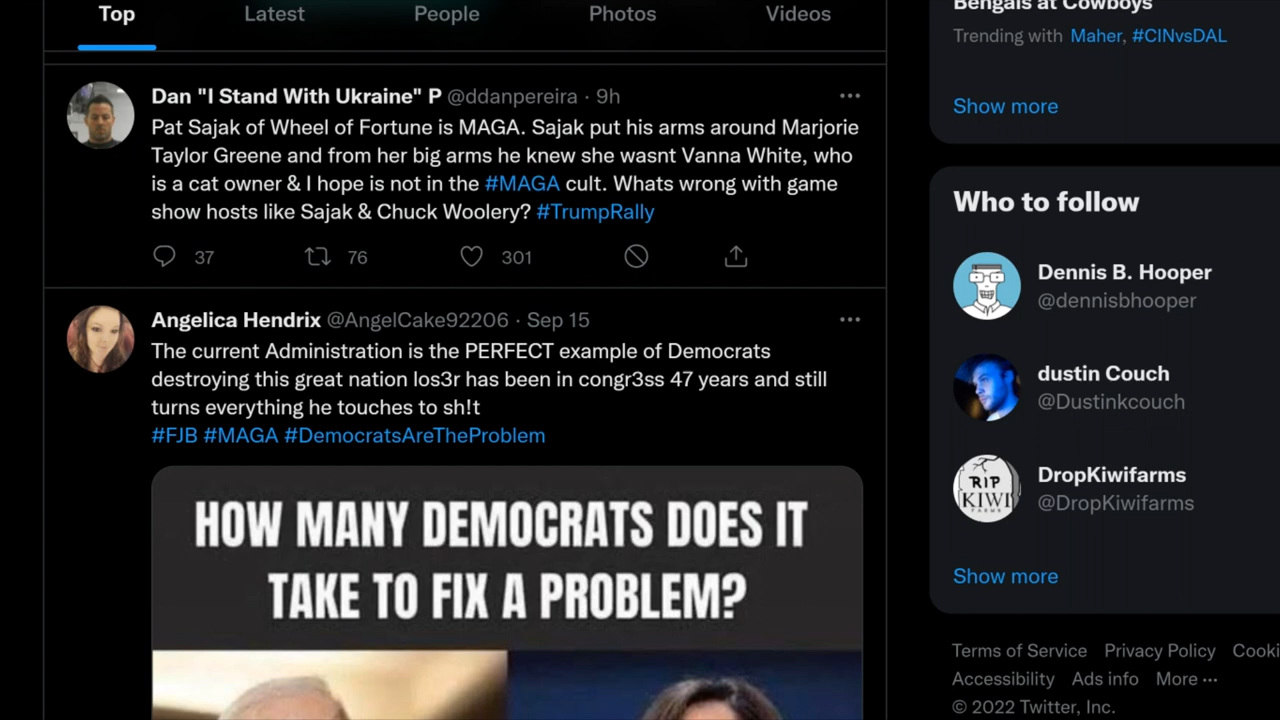 Top Latest People Photos Videos
Dan "I Stand With Ukraine" P @ddanpereira · 9h
Pat Sajak of Wheel of Fortune is MAGA. Sajak put his arms around Marjorie
Taylor Greene and from her big arms he knew she wasnt Vanna White, who
is a cat owner & I hope is not in the #MAGA cult. Whats wrong with game
show hosts like Sajak & Chuck Woolery? #TrumpRally
37 76 301
Angelica Hendrix @AngelCake92206 · Sep 15
The current Administration is the PERFECT example of Democrats
destroying this great nation los3r has been in congr3ss 47 years and still
turns everything he touches to sh!t
#FJB #MAGA #DemocratsAreTheProblem
HOW MANY DEMOCRATS DOES IT
TAKE TO FIX A PROBLEM?
Bengals at Cowboys
Trending with Maher, #CINvsDAL
Show more
Who to follow
Dennis B. Hooper
@dennisbhooper
dustin Couch
@Dustinkcouch
RIP
KIWI
FARMS
DropKiwifarms
@DropKiwifarms
Show more
Terms of Service Privacy Policy Cooki
Accessibility Ads info More ···
© 2022 Twitter, Inc.